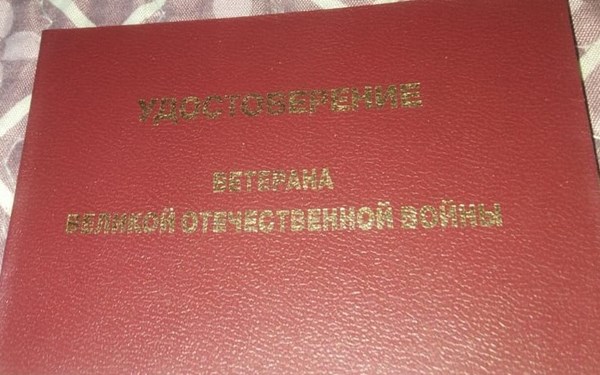 УДОСТОВЕРЕНИЕ
ВЕТЕРАНА
ВЕЛИКОЙ ОТЕЧЕСТВЕННОЙ ВОЙНЫ